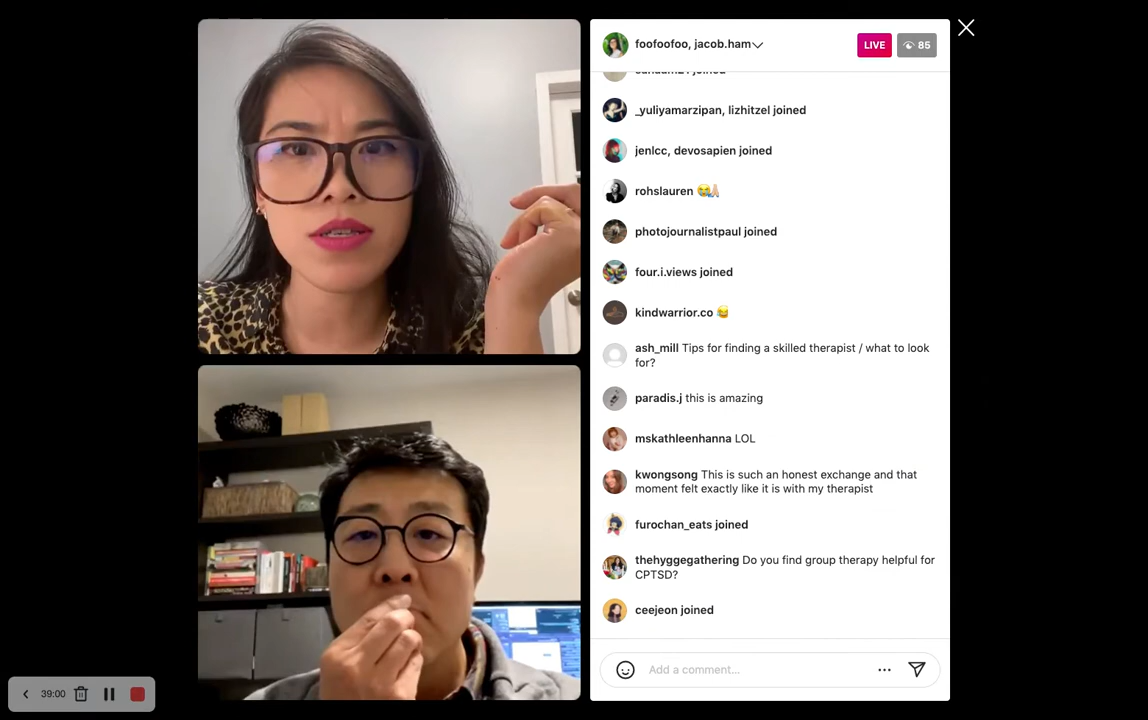 foofoofoo, jacob.ham
LIVE
85
joined
_yuliyamarzipan, lizhitzel joined
jenlcc, devosapien joined
rohslauren 😂🙏🏼
photojournalistpaul joined
four.i.views joined
kindwarrior.co 😂
ash_mill Tips for finding a skilled therapist / what to look
for?
paradis.j this is amazing
mskathleenhanna LOL
kwongsong This is such an honest exchange and that
moment felt exactly like it is with my therapist
furochan_eats joined
thehyggegathering Do you find group therapy helpful for
CPTSD?
ceejeon joined
Add a comment...
39:00